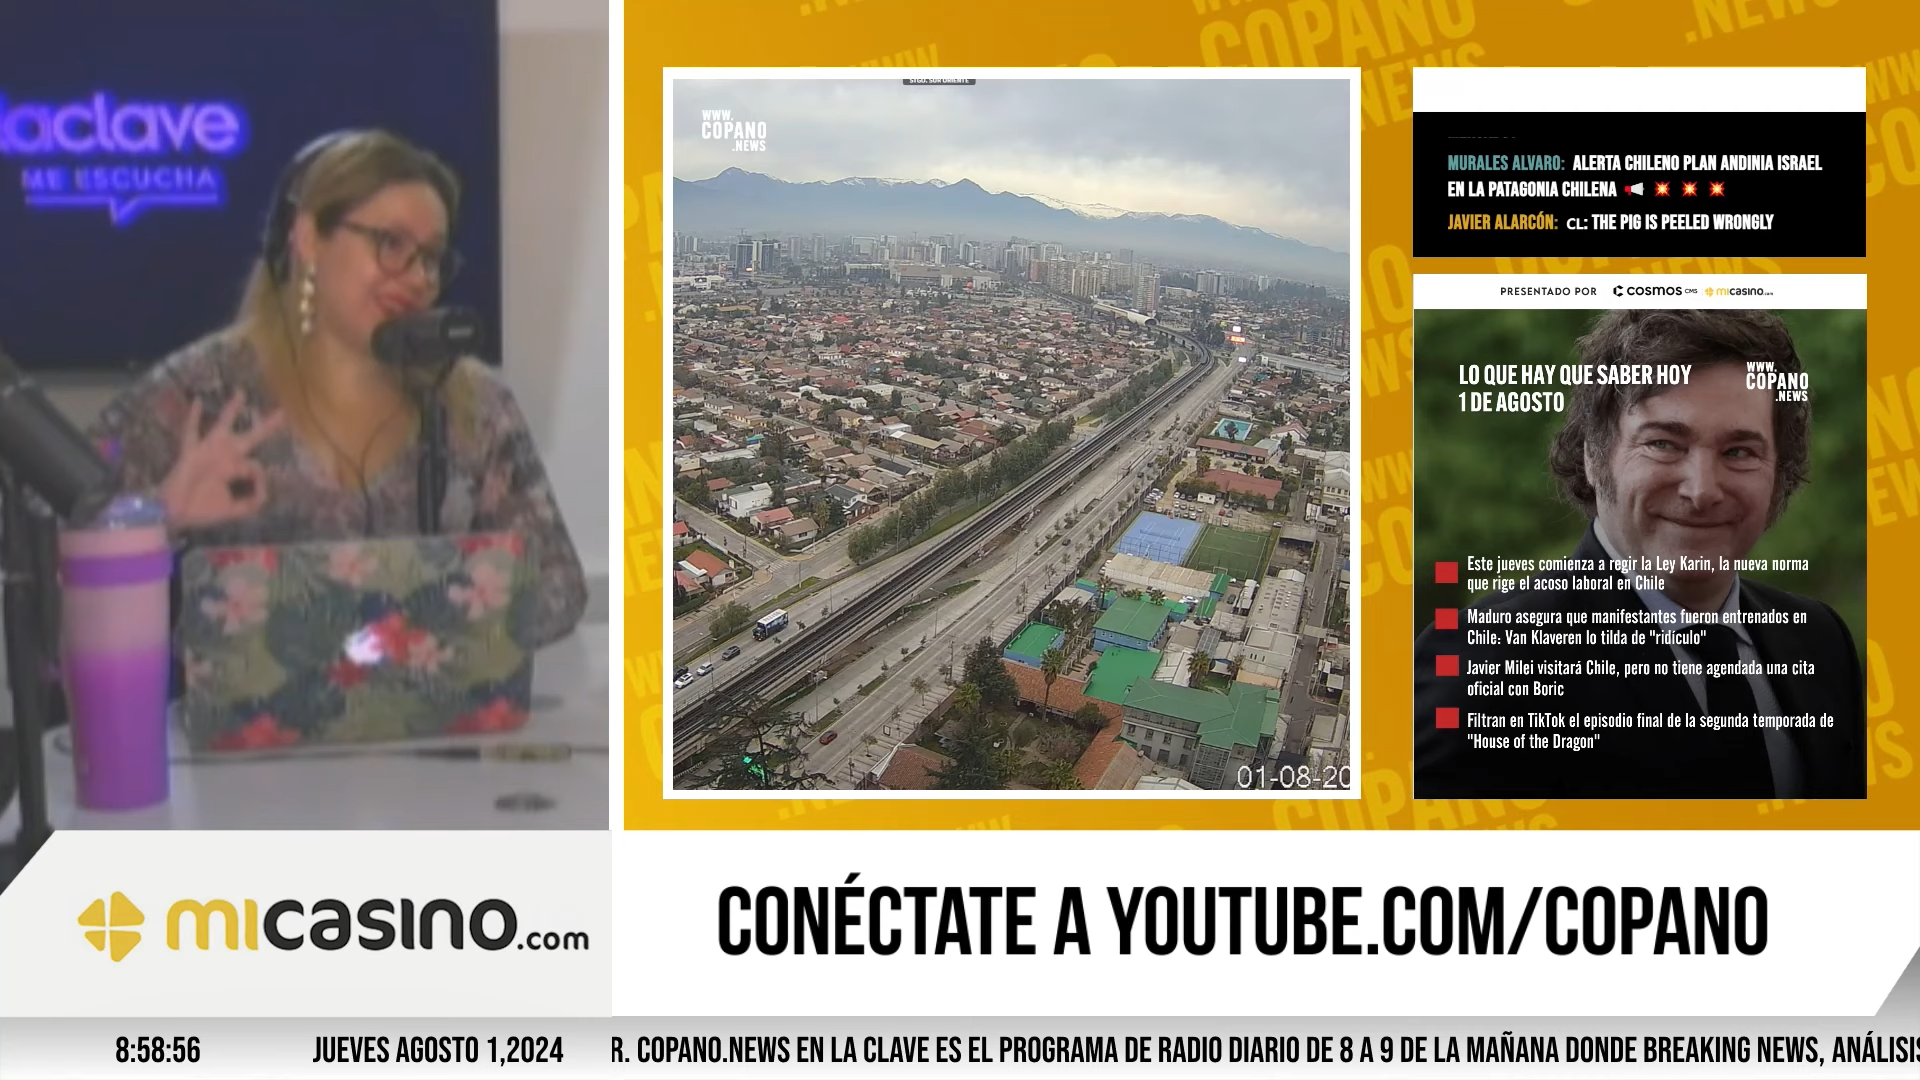 laclave
ME ESCUCHA
STGO. SUR ORIENTE
WWW.
COPANO
.NEWS
01-08-20
MURALES ALVARO: ALERTA CHILENO PLAN ANDINIA ISRAEL
EN LA PATAGONIA CHILENA 📢 💥 💥 💥
JAVIER ALARCÓN: CL: THE PIG IS PEELED WRONGLY
PRESENTADO POR COSMOS CMS micasino.com
LO QUE HAY QUE SABER HOY
1 DE AGOSTO
WWW.
COPANO
.NEWS
Este jueves comienza a regir la Ley Karin, la nueva norma
que rige el acoso laboral en Chile
Maduro asegura que manifestantes fueron entrenados en
Chile: Van Klaveren lo tilda de "ridículo"
Javier Milei visitará Chile, pero no tiene agendada una cita
oficial con Boric
Filtran en TikTok el episodio final de la segunda temporada de
"House of the Dragon"
micasino.com
CONÉCTATE A YOUTUBE.COM/COPANO
8:58:56 JUEVES AGOSTO 1,2024 R. COPANO.NEWS EN LA CLAVE ES EL PROGRAMA DE RADIO DIARIO DE 8 A 9 DE LA MAÑANA DONDE BREAKING NEWS, ANÁLISIS